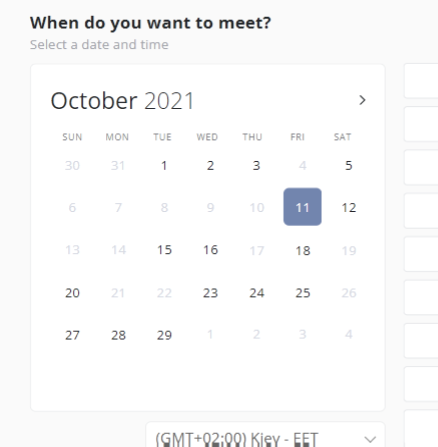 When do you want to meet?
Select a date and time
October 2021
SUN MON TUE WED THU FRI SAT
30 31 1 2 3 4 5
6 7 8 9 10 11 12
13 14 15 16 17 18 19
20 21 22 23 24 25 26
27 28 29 1 2 3 4
(GMT+02:00) Kiev - EET